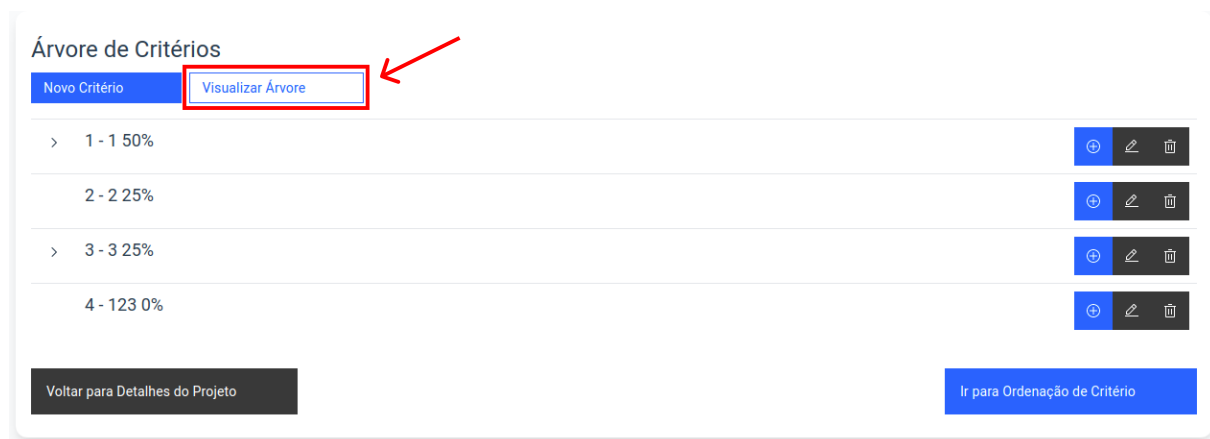 Árvore de Critérios
Novo Critério Visualizar Árvore
1 - 1 50%
2 - 2 25%
3 - 3 25%
4 - 123 0%
Voltar para Detalhes do Projeto Ir para Ordenação de Critério